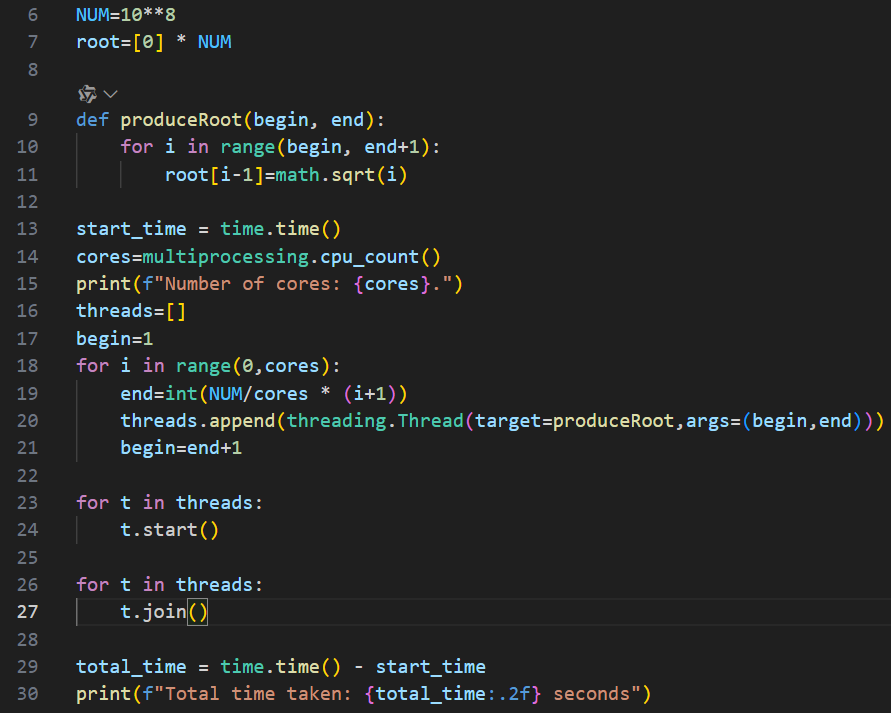 6 NUM=10**8
7 root=[0] * NUM
8
9 def produceRoot(begin, end):
10     for i in range(begin, end+1):
11         root[i-1]=math.sqrt(i)
12
13 start_time = time.time()
14 cores=multiprocessing.cpu_count()
15 print(f"Number of cores: {cores}.")
16 threads=[]
17 begin=1
18 for i in range(0,cores):
19     end=int(NUM/cores * (i+1))
20     threads.append(threading.Thread(target=produceRoot,args=(begin,end)))
21     begin=end+1
22
23 for t in threads:
24     t.start()
25
26 for t in threads:
27     t.join()
28
29 total_time = time.time() - start_time
30 print(f"Total time taken: {total_time:.2f} seconds")